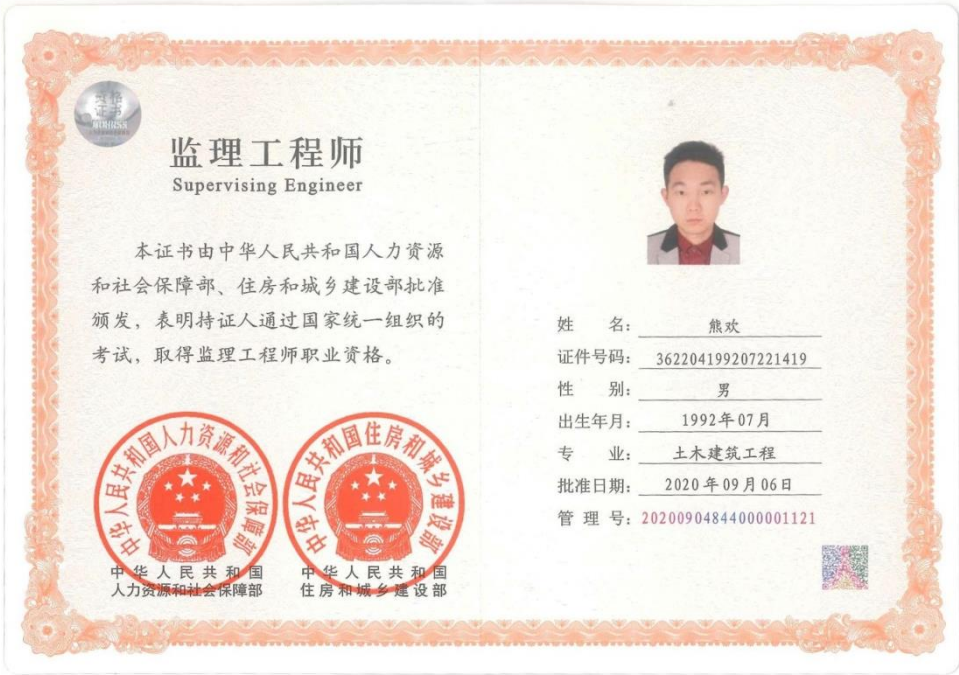 资格
证书
监理工程师
Supervising Engineer
本证书由中华人民共和国人力资源
和社会保障部、住房和城乡建设部批准
颁发，表明持证人通过国家统一组织的
考试，取得监理工程师职业资格。
中华人民共和国人力资源和社会保障部
中华人民共和国住房和城乡建设部
中华人民共和国
人力资源和社会保障部
中华人民共和国
住房和城乡建设部
姓 名： 熊欢
证件号码： 362204199207221419
性 别： 男
出生年月： 1992年07月
专 业： 土木建筑工程
批准日期： 2020年09月06日
管 理 号： 20200904844000001121